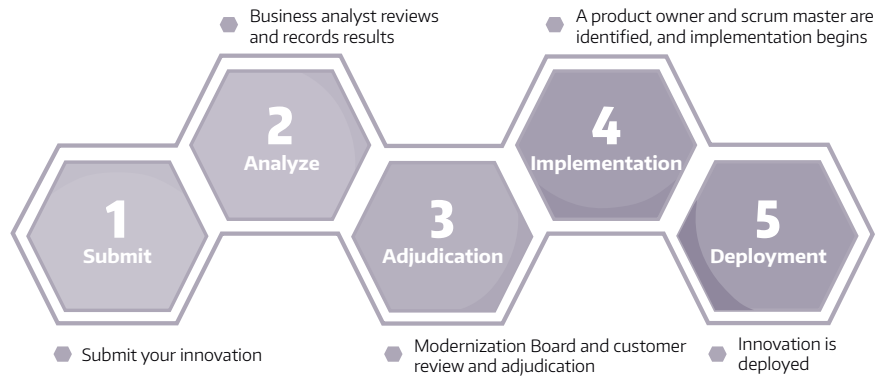 Business analyst reviews
and records results
A product owner and scrum master are
identified, and implementation begins
1
Submit
2
Analyze
3
Adjudication
4
Implementation
5
Deployment
Submit your innovation
Modernization Board and customer
review and adjudication
Innovation is
deployed